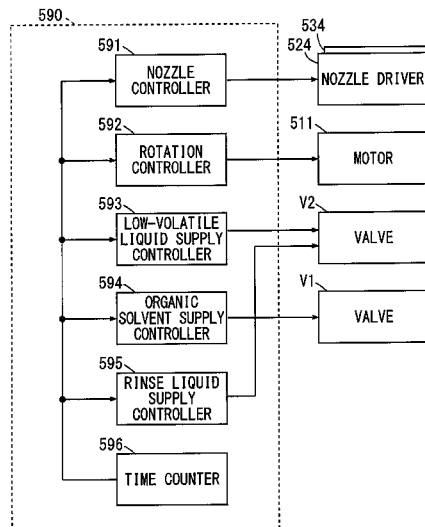 590
591
NOZZLE
CONTROLLER
534
524
NOZZLE DRIVER
592
ROTATION
CONTROLLER
511
MOTOR
593
LOW-VOLATILE
LIQUID SUPPLY
CONTROLLER
V2
VALVE
594
ORGANIC
SOLVENT SUPPLY
CONTROLLER
V1
VALVE
595
RINSE LIQUID
SUPPLY
CONTROLLER
596
TIME COUNTER